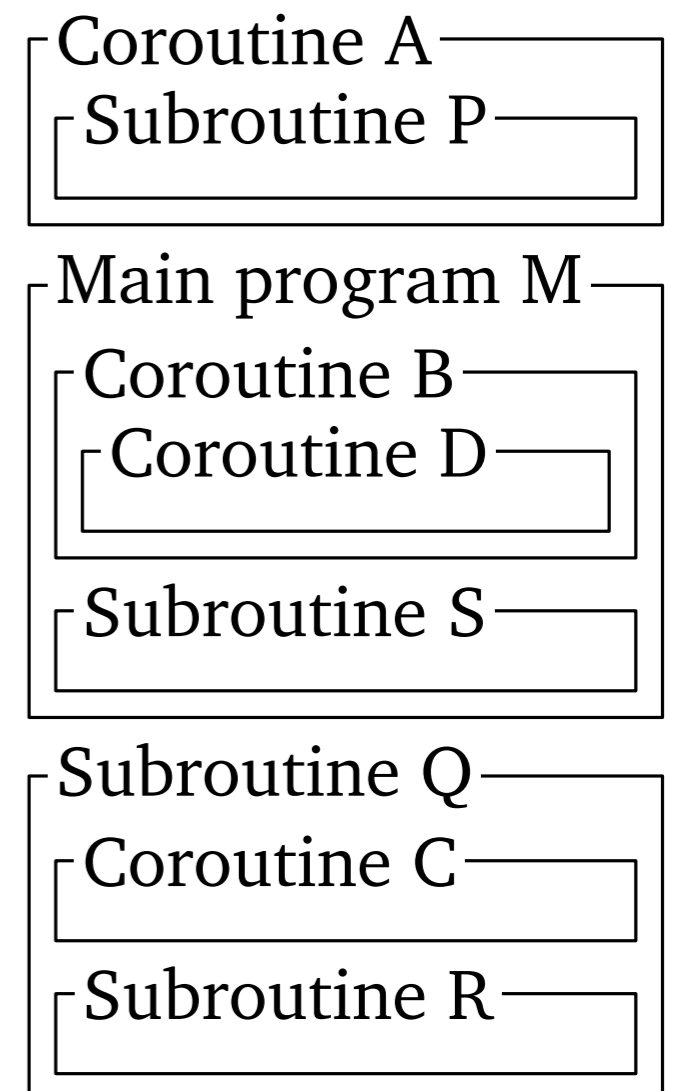 Coroutine A
Subroutine P
Main program M
Coroutine B
Coroutine D
Subroutine S
Subroutine Q
Coroutine C
Subroutine R